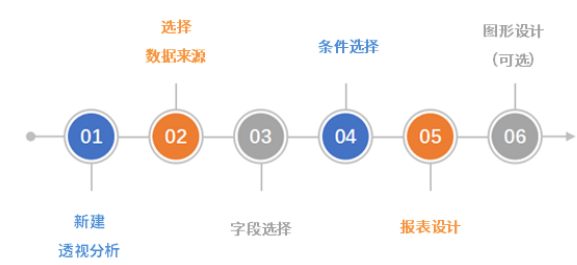 01
新建
透视分析
02
选择
数据来源
03
字段选择
04
条件选择
05
报表设计
06
图形设计
（可选）